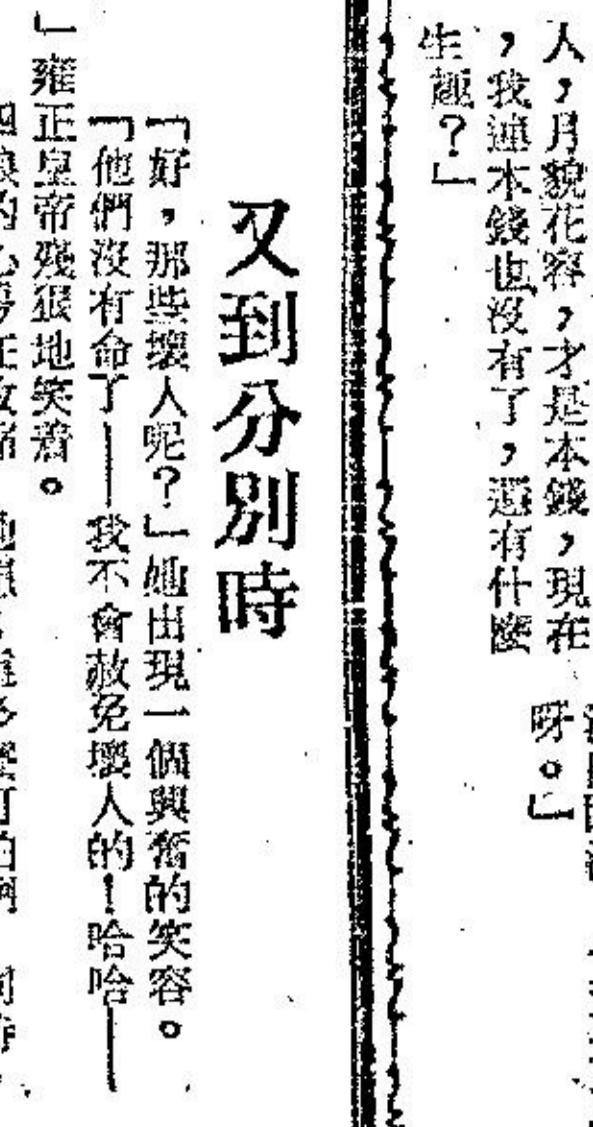 人，月貌花容，才是本錢，現在
，我連本錢也沒有了，還有什麼
生趣？」
呀。」
又到分別時
「好，那些壞人呢？」她出現一個興奮的笑容。
「他們沒有命了——我不會赦免壞人的！哈哈——
」雍正皇帝殘狠地笑着。